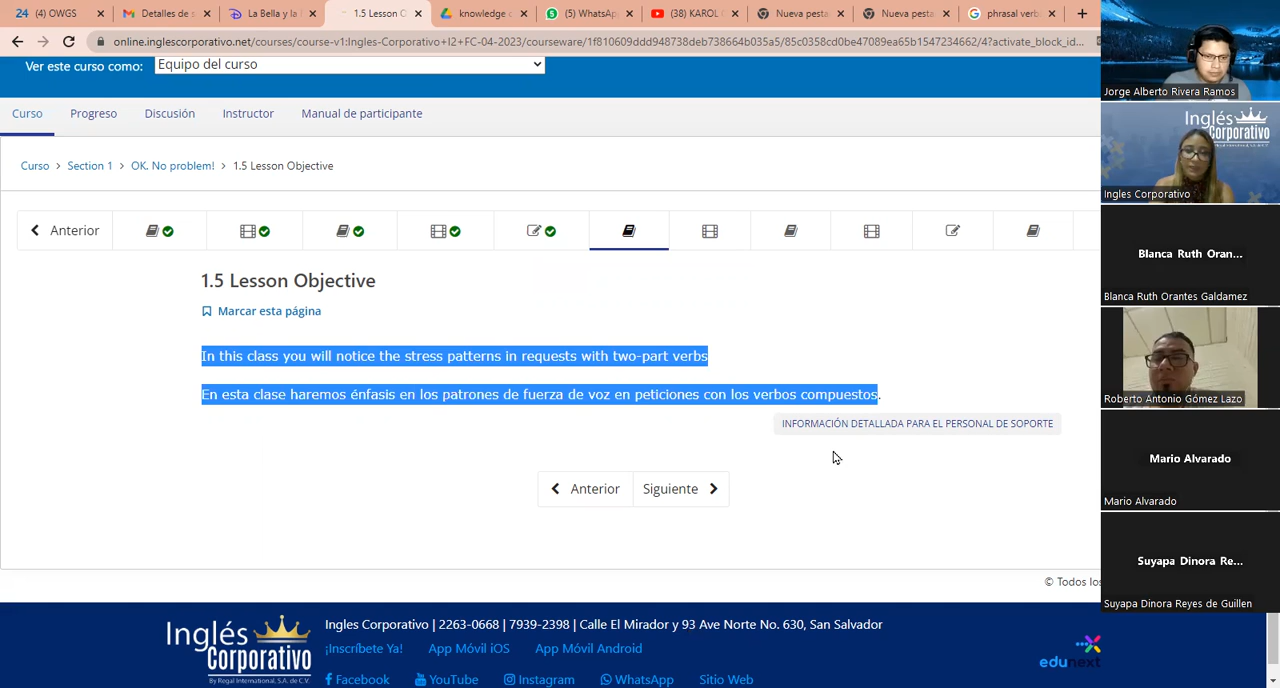 24 (4) OWGS
Detalles de s
La Bella y la
1.5 Lesson O
knowledge c
(5) WhatsApp
(38) KAROL
Nueva pesta
Nueva pesta
phrasal verb
online.inglescorporativo.net/courses/course-v1:Ingles-Corporativo+I2+FC-04-2023/courseware/1f810609ddd948738deb738664b035a5/85c0358cd0be47089ea65b1547234662/4?activate_block_id...
Ver este curso como: Equipo del curso
Curso Progreso Discusión Instructor Manual de participante
Curso > Section 1 > OK. No problem! > 1.5 Lesson Objective
Anterior
1.5 Lesson Objective
Marcar esta página
In this class you will notice the stress patterns in requests with two-part verbs
En esta clase haremos énfasis en los patrones de fuerza de voz en peticiones con los verbos compuestos.
INFORMACIÓN DETALLADA PARA EL PERSONAL DE SOPORTE
Anterior Siguiente
© Todos los
Inglés
Corporativo
By Regal International, S.A. de C.V.
Ingles Corporativo | 2263-0668 | 7939-2398 | Calle El Mirador y 93 Ave Norte No. 630, San Salvador
¡Inscríbete Ya! App Móvil iOS App Móvil Android
Facebook YouTube Instagram WhatsApp Sitio Web
edunext
Jorge Alberto Rivera Ramos
Inglés
Corporativo
Ingles Corporativo
Blanca Ruth Oran...
Blanca Ruth Orantes Galdamez
Roberto Antonio Gómez Lazo
Mario Alvarado
Mario Alvarado
Suyapa Dinora Re...
Suyapa Dinora Reyes de Guillen